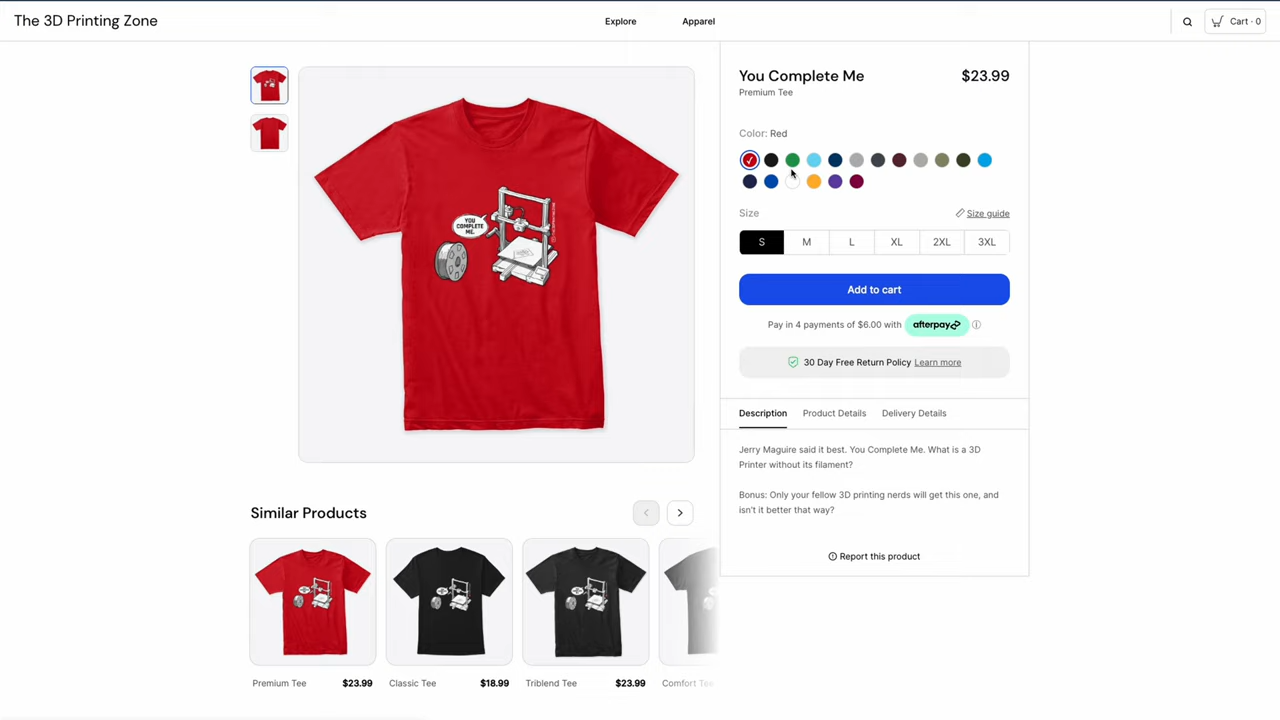 The 3D Printing Zone
Explore
Apparel
Cart · 0
YOU
COMPLETE
ME.
You Complete Me
$23.99
Premium Tee
Color: Red
Size
Size guide
S
M
L
XL
2XL
3XL
Add to cart
Pay in 4 payments of $6.00 with afterpay
30 Day Free Return Policy Learn more
Description
Product Details
Delivery Details
Jerry Maguire said it best. You Complete Me. What is a 3D
Printer without its filament?
Bonus: Only your fellow 3D printing nerds will get this one, and
isn't it better that way?
Report this product
Similar Products
Premium Tee
$23.99
Classic Tee
$18.99
Triblend Tee
$23.99
Comfort Tee